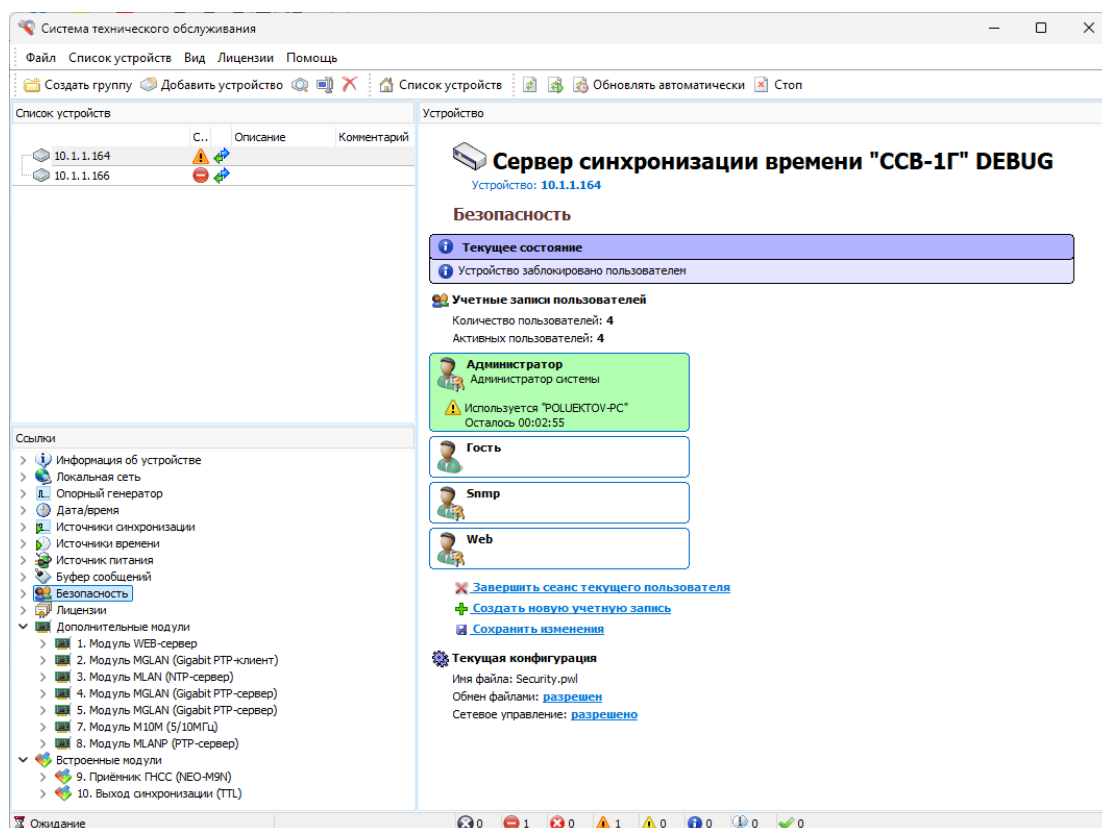 Система технического обслуживания
Файл Список устройств Вид Лицензии Помощь
Создать группу Добавить устройство Список устройств Обновлять автоматически Стоп
Список устройств
С.. Описание Комментарий
10.1.1.164
10.1.1.166
Ссылки
Информация об устройстве
Локальная сеть
Опорный генератор
Дата/время
Источники синхронизации
Источники времени
Источник питания
Буфер сообщений
Безопасность
Лицензии
Дополнительные модули
1. Модуль WEB-сервер
2. Модуль MGLAN (Gigabit PTP-клиент)
3. Модуль MLAN (NTP-сервер)
4. Модуль MGLAN (Gigabit PTP-сервер)
5. Модуль MGLAN (Gigabit PTP-сервер)
7. Модуль M10M (5/10МГц)
8. Модуль MLANP (PTP-сервер)
Встроенные модули
9. Приёмник ГНСС (NEO-M9N)
10. Выход синхронизации (TTL)
Устройство
Сервер синхронизации времени "ССВ-1Г" DEBUG
Устройство: 10.1.1.164
Безопасность
Текущее состояние
Устройство заблокировано пользователем
Учетные записи пользователей
Количество пользователей: 4
Активных пользователей: 4
Администратор
Администратор системы
Используется "POLUEKTOV-PC"
Осталось 00:02:55
Гость
Snmp
Web
Завершить сеанс текущего пользователя
Создать новую учетную запись
Сохранить изменения
Текущая конфигурация
Имя файла: Security.pwl
Обмен файлами: разрешен
Сетевое управление: разрешено
Ожидание 0 1 0 1 0 0 0 0